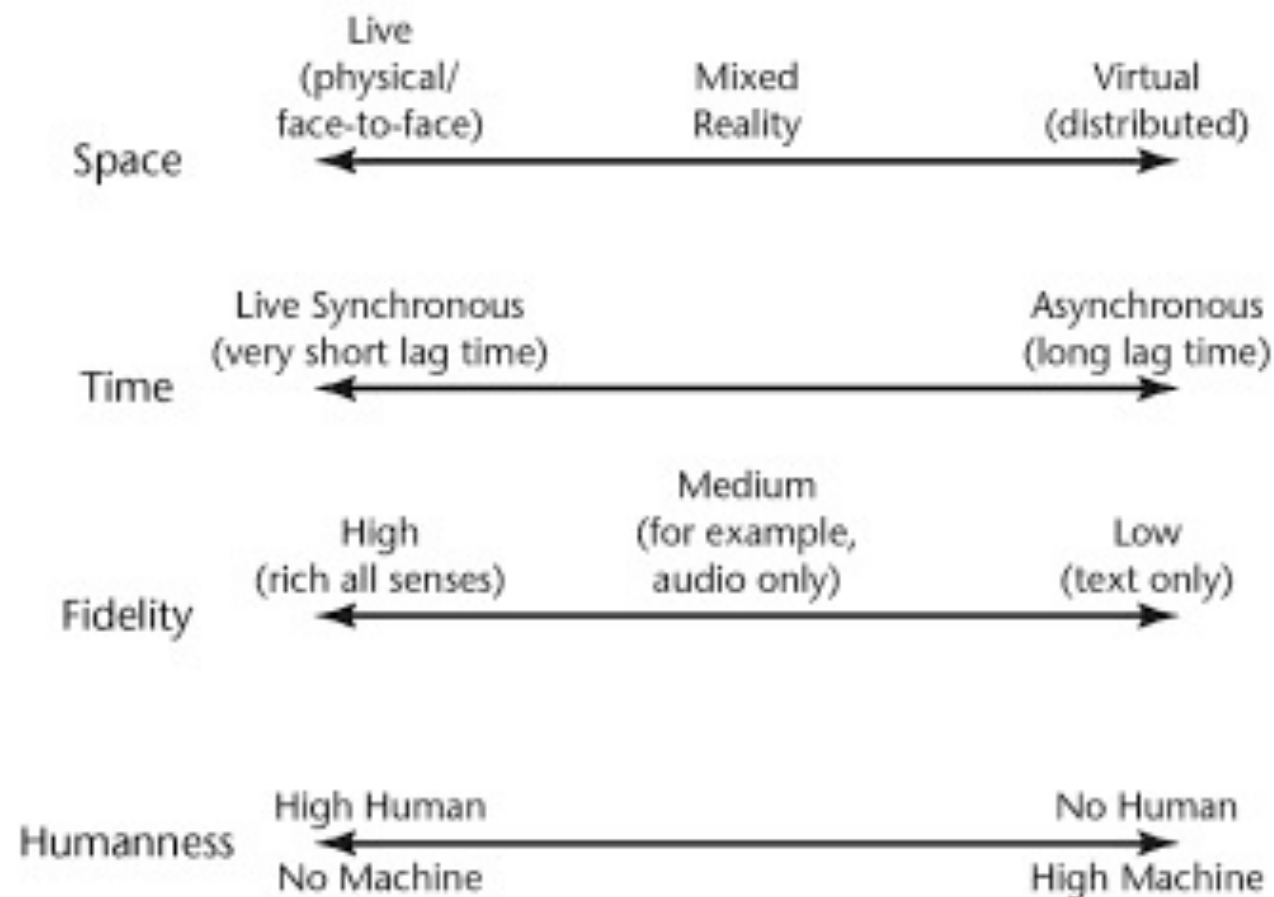 Live
(physical/
face-to-face)
Mixed
Reality
Virtual
(distributed)
Space
Live Synchronous
(very short lag time)
Asynchronous
(long lag time)
Time
High
(rich all senses)
Medium
(for example,
audio only)
Low
(text only)
Fidelity
High Human
No Human
Humanness
No Machine
High Machine